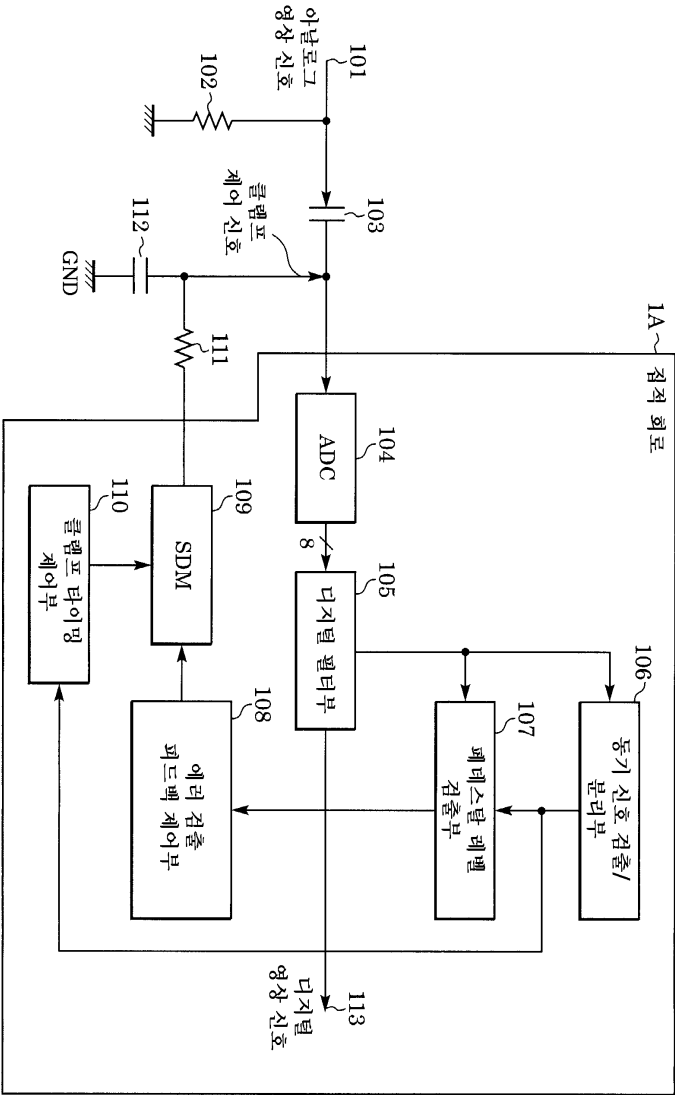 1A
집적 회로
106
동기 신호 검출/
분리부
107
페데스탈 레벨
검출부
101
아날로그
영상 신호
102
103
104
ADC
8
105
디지털 필터부
113
디지털
영상 신호
클램프
제어 신호
112
GND
111
109
SDM
108
에러 검출
피드백 제어부
110
클램프 타이밍
제어부